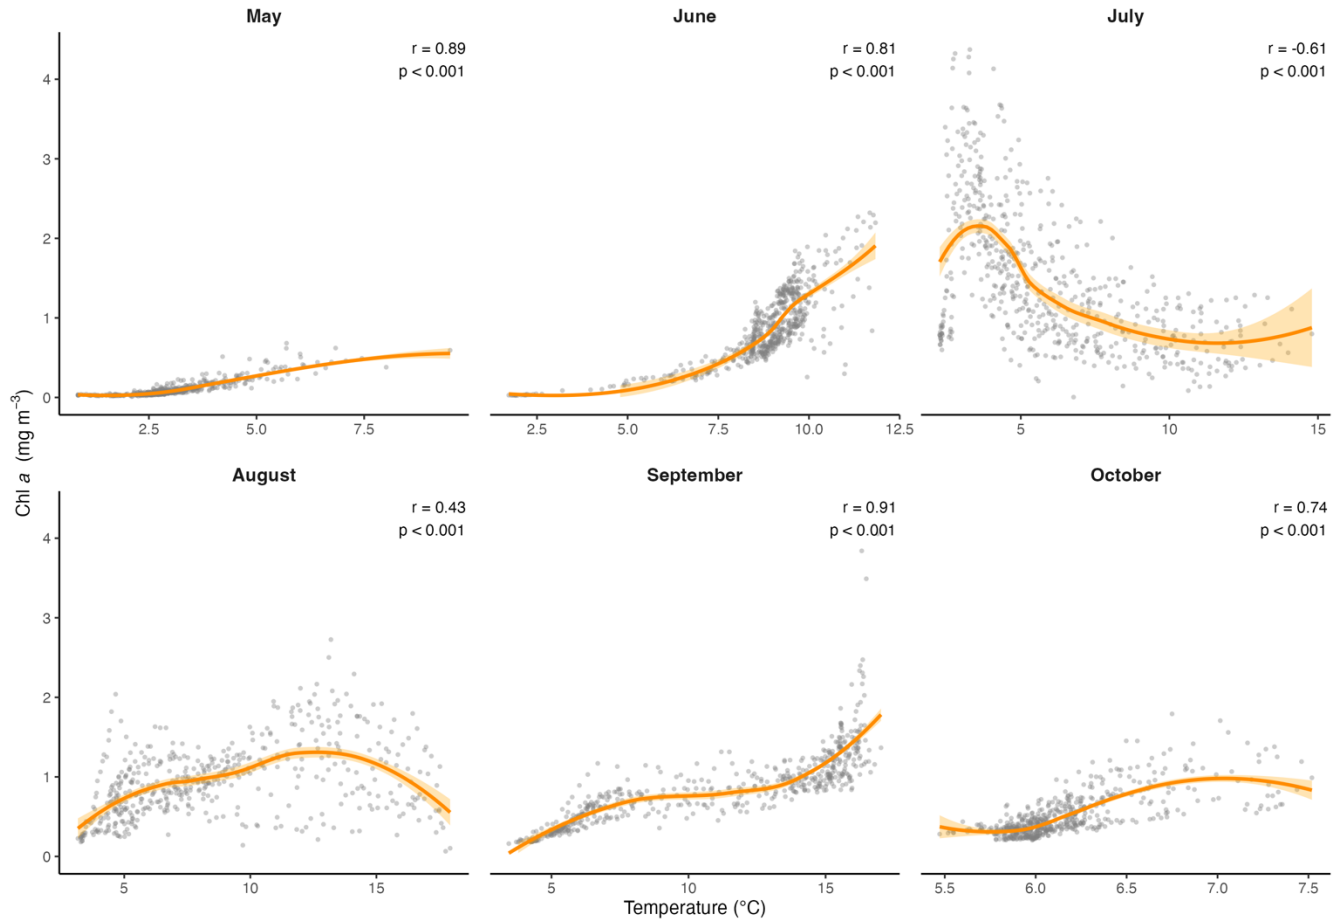 May
r = 0.89
p < 0.001
June
r = 0.81
p < 0.001
July
r = -0.61
p < 0.001
4
3
2
1
0
2.5 5.0 7.5
2.5 5.0 7.5 10.0 12.5
5 10 15
Chl a (mg m⁻³)
August
r = 0.43
p < 0.001
September
r = 0.91
p < 0.001
October
r = 0.74
p < 0.001
4
3
2
1
0
5 10 15
5 10 15
5.5 6.0 6.5 7.0 7.5
Temperature (°C)